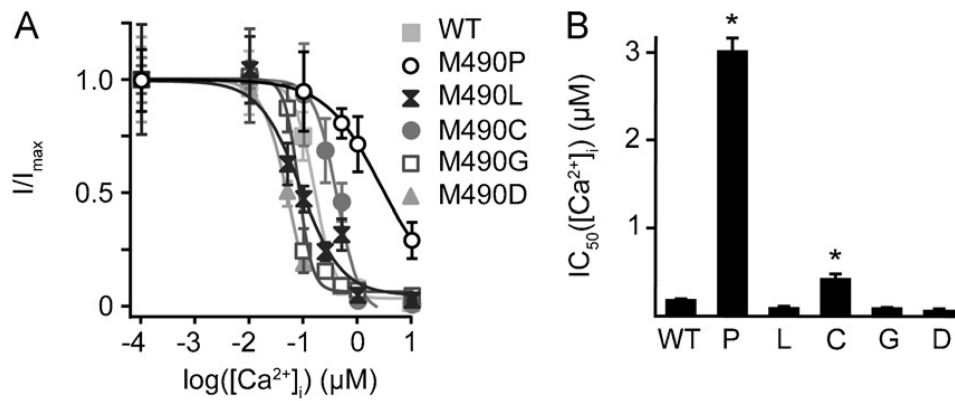 A
I/Imax
1.0
0.5
0
-4
-3
-2
-1
0
1
log([Ca²⁺]i) (µM)
WT
M490P
M490L
M490C
M490G
M490D
B
IC₅₀([Ca²⁺]i) (µM)
3
2
1
*
*
WT
P
L
C
G
D